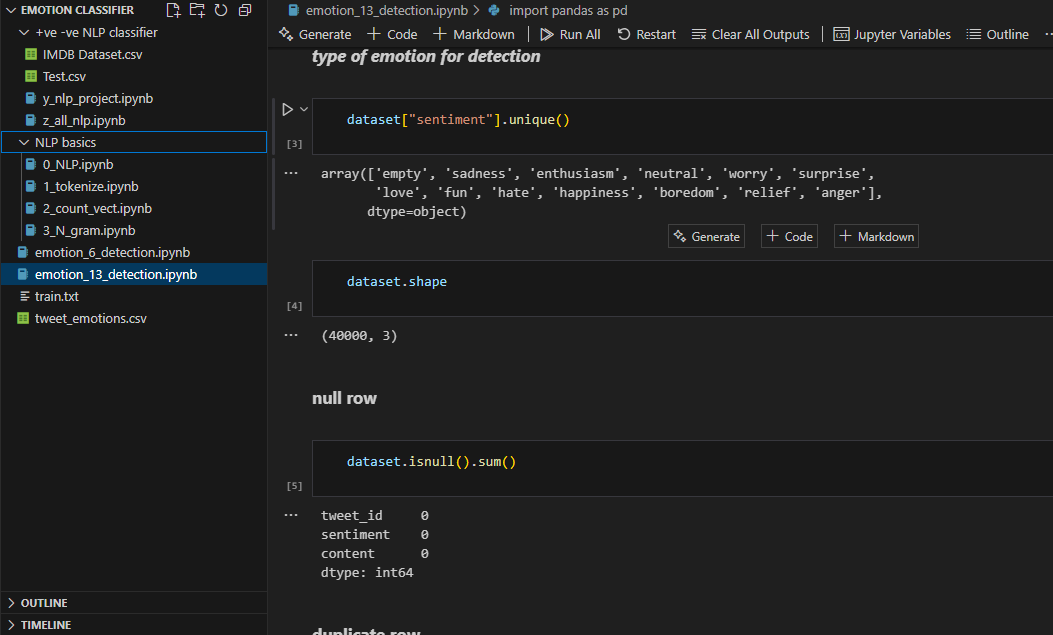 EMOTION CLASSIFIER
+ve -ve NLP classifier
IMDB Dataset.csv
Test.csv
y_nlp_project.ipynb
z_all_nlp.ipynb
NLP basics
0_NLP.ipynb
1_tokenize.ipynb
2_count_vect.ipynb
3_N_gram.ipynb
emotion_6_detection.ipynb
emotion_13_detection.ipynb
train.txt
tweet_emotions.csv
OUTLINE
TIMELINE
emotion_13_detection.ipynb > import pandas as pd
Generate + Code + Markdown | Run All Restart Clear All Outputs | Jupyter Variables Outline ...
type of emotion for detection
dataset["sentiment"].unique()
[3]
... array(['empty', 'sadness', 'enthusiasm', 'neutral', 'worry', 'surprise',
'love', 'fun', 'hate', 'happiness', 'boredom', 'relief', 'anger'],
dtype=object)
Generate + Code + Markdown
dataset.shape
[4]
... (40000, 3)
null row
dataset.isnull().sum()
[5]
... tweet_id 0
sentiment 0
content 0
dtype: int64
duplicate row